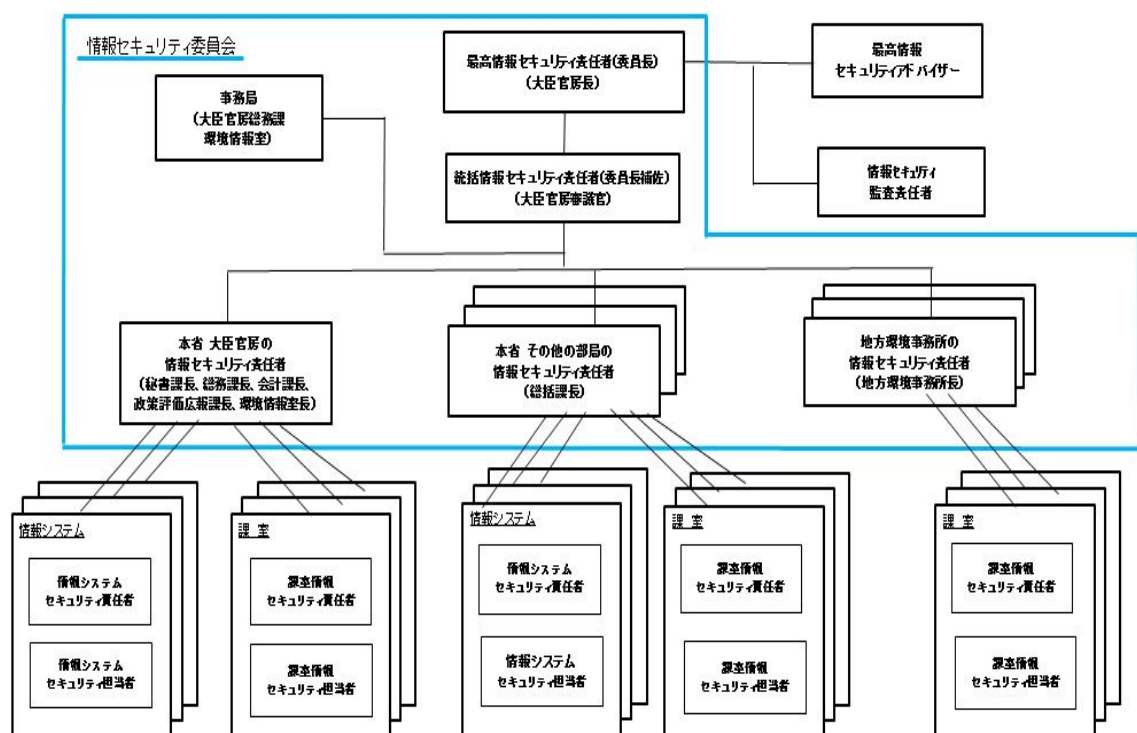 情報セキュリティ委員会
最高情報セキュリティ責任者(委員長)
(大臣官房長)
最高情報
セキュリティアドバイザー
事務局
(大臣官房総務課
環境情報室)
統括情報セキュリティ責任者(委員長補佐)
(大臣官房審議官)
情報セキュリティ
監査責任者
本省 大臣官房の
情報セキュリティ責任者
(秘書課長、総務課長、会計課長、
政策評価広報課長、環境情報室長)
本省 その他の部局の
情報セキュリティ責任者
(総括課長)
地方環境事務所の
情報セキュリティ責任者
(地方環境事務所長)
情報システム
情報システム
セキュリティ責任者
情報システム
セキュリティ担当者
課 室
課室情報
セキュリティ責任者
課室情報
セキュリティ担当者
情報システム
情報システム
セキュリティ責任者
情報システム
セキュリティ担当者
課 室
課室情報
セキュリティ責任者
課室情報
セキュリティ担当者
課 室
課室情報
セキュリティ責任者
課室情報
セキュリティ担当者